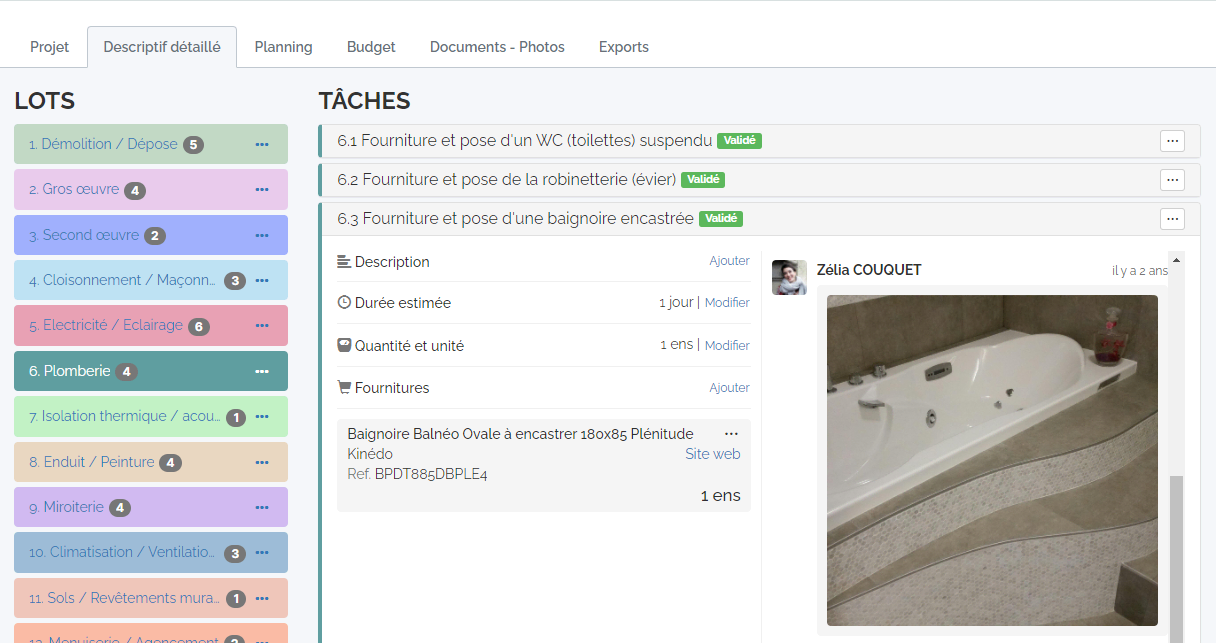 Projet
Descriptif détaillé
Planning
Budget
Documents - Photos
Exports
LOTS
1. Démolition / Dépose 5 ...
2. Gros œuvre 4 ...
3. Second œuvre 2 ...
4. Cloisonnement / Maçonn... 3 ...
5. Electricité / Eclairage 6 ...
6. Plomberie 4 ...
7. Isolation thermique / acou... 1 ...
8. Enduit / Peinture 4 ...
9. Miroiterie 4 ...
10. Climatisation / Ventilatio... 3 ...
11. Sols / Revêtements mura... 1 ...
12. Menuiserie / Agencement
TÂCHES
6.1 Fourniture et pose d'un WC (toilettes) suspendu Validé ...
6.2 Fourniture et pose de la robinetterie (évier) Validé ...
6.3 Fourniture et pose d'une baignoire encastrée Validé ...
Description Ajouter
Durée estimée 1 jour | Modifier
Quantité et unité 1 ens | Modifier
Fournitures Ajouter
Baignoire Balnéo Ovale à encastrer 180x85 Plénitude ...
Kinédo Site web
Ref. BPDT885DBPLE4
1 ens
Zélia COUQUET il y a 2 ans